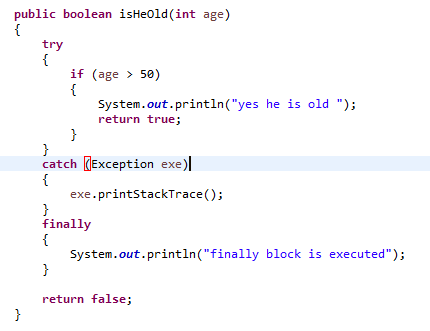 public boolean isHeOld(int age)
{
    try
    {
        if (age > 50)
        {
            System.out.println("yes he is old ");
            return true;
        }
    }
    catch (Exception exe)
    {
        exe.printStackTrace();
    }
    finally
    {
        System.out.println("finally block is executed");
    }

    return false;
}